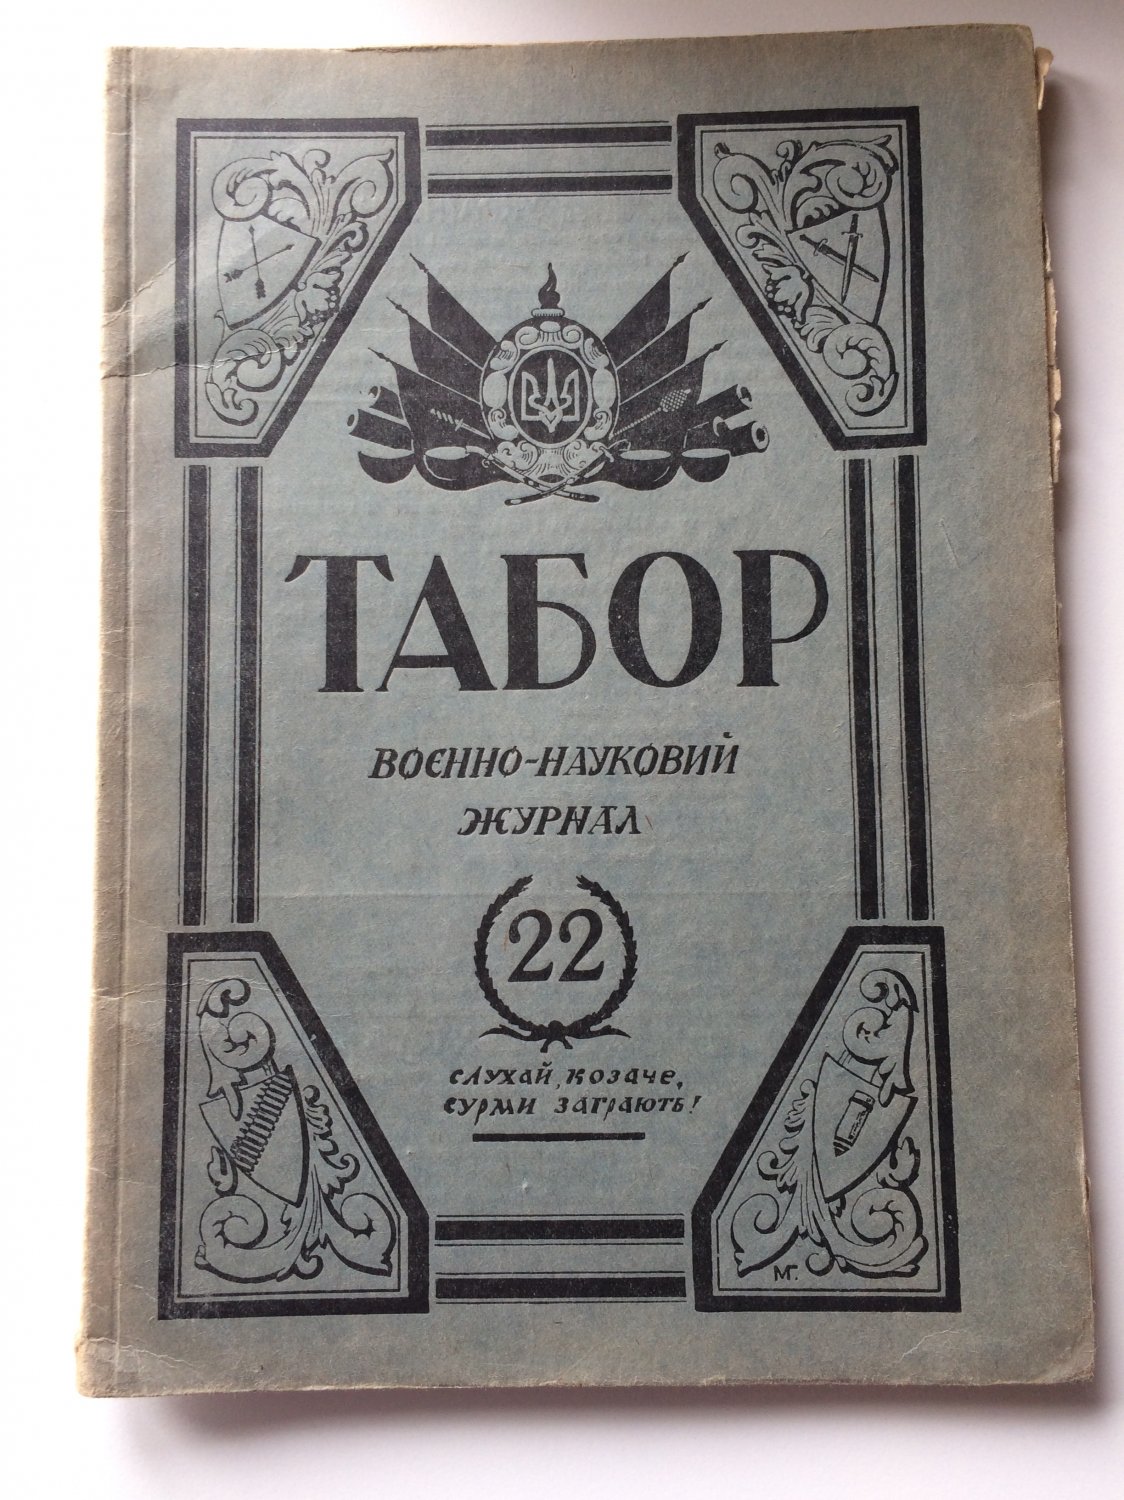 ТАБОР
ВОЄННО-НАУКОВИЙ
ЖУРНАЛ
22
СЛУХАЙ, КОЗАЧЕ,
СУРМИ ЗАГРАЮТЬ!
МГ.